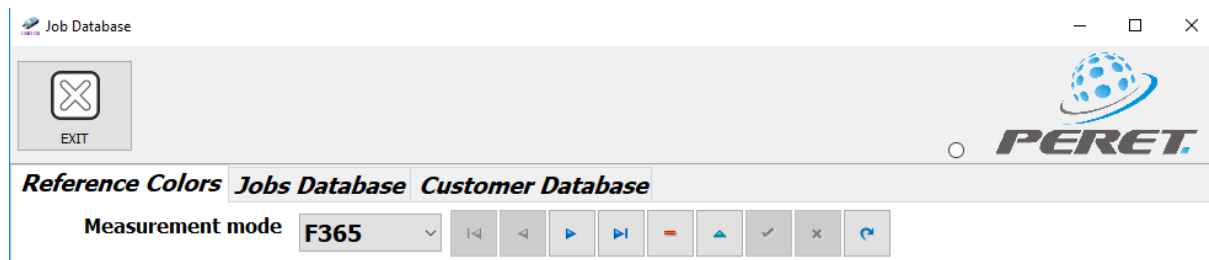 Job Database
EXIT
PERET.
Reference Colors Jobs Database Customer Database
Measurement mode F365